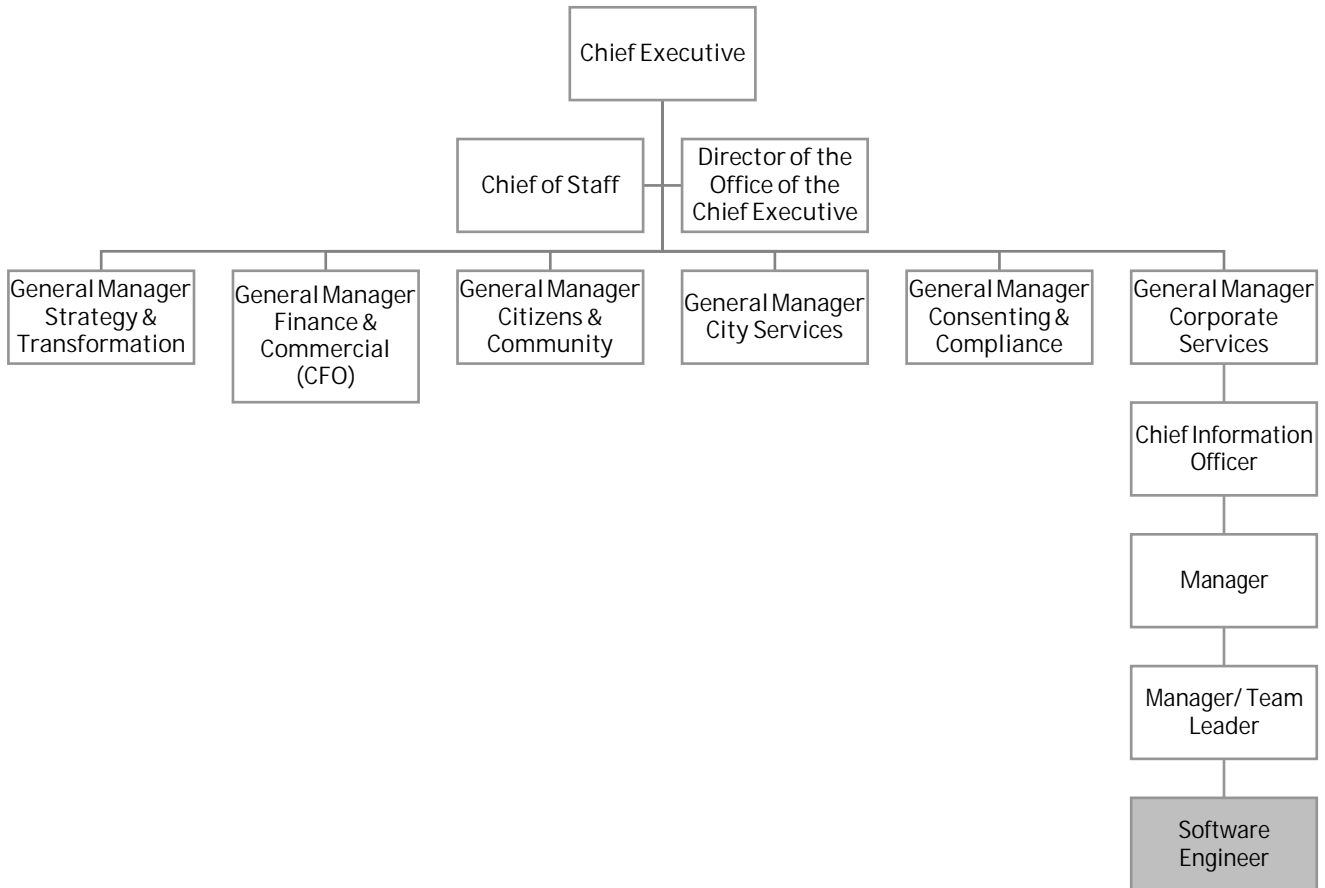 Chief Executive
Chief of Staff
Director of the
Office of the
Chief Executive
General Manager
Strategy &
Transformation
General Manager
Finance &
Commercial
(CFO)
General Manager
Citizens &
Community
General Manager
City Services
General Manager
Consenting &
Compliance
General Manager
Corporate
Services
Chief Information
Officer
Manager
Manager/ Team
Leader
Software
Engineer